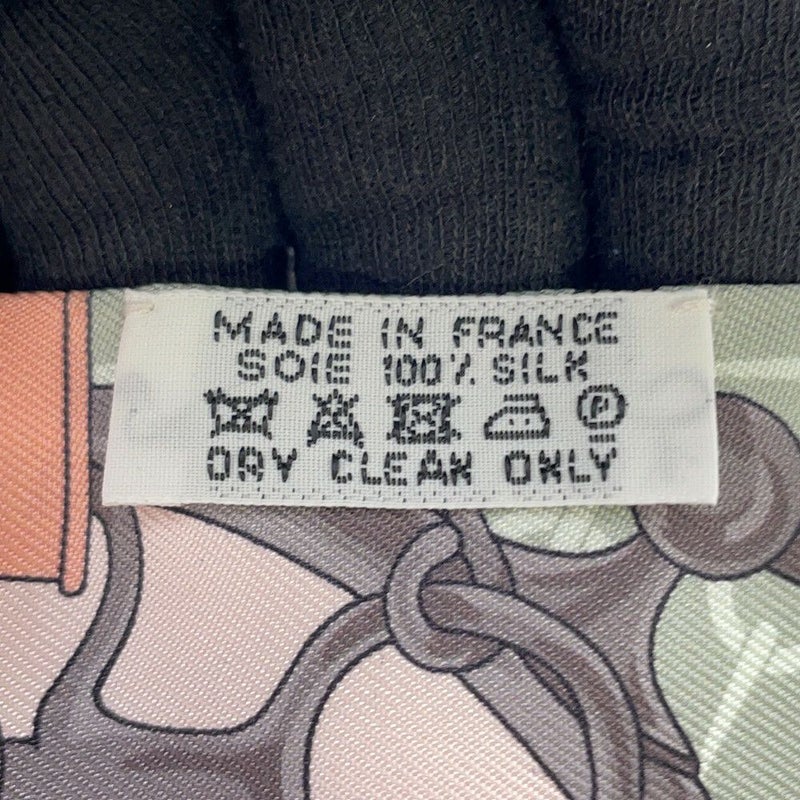 MADE IN FRANCE
SOIE 100% SILK
P
DRY CLEAN ONLY